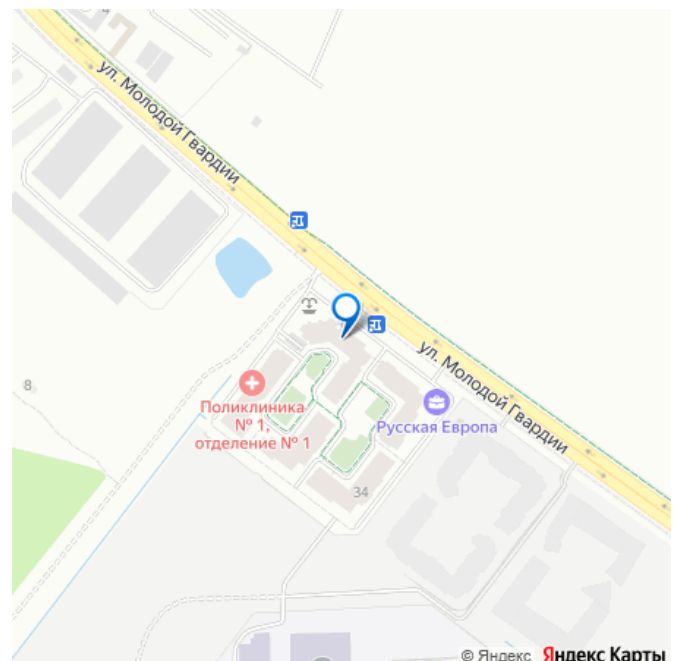 ул. Молодой Гвардии
ул. Молодой Гвардии
8
Поликлиника
№ 1,
отделение № 1
Русская Европа
34
© Яндекс Яндекс Карты